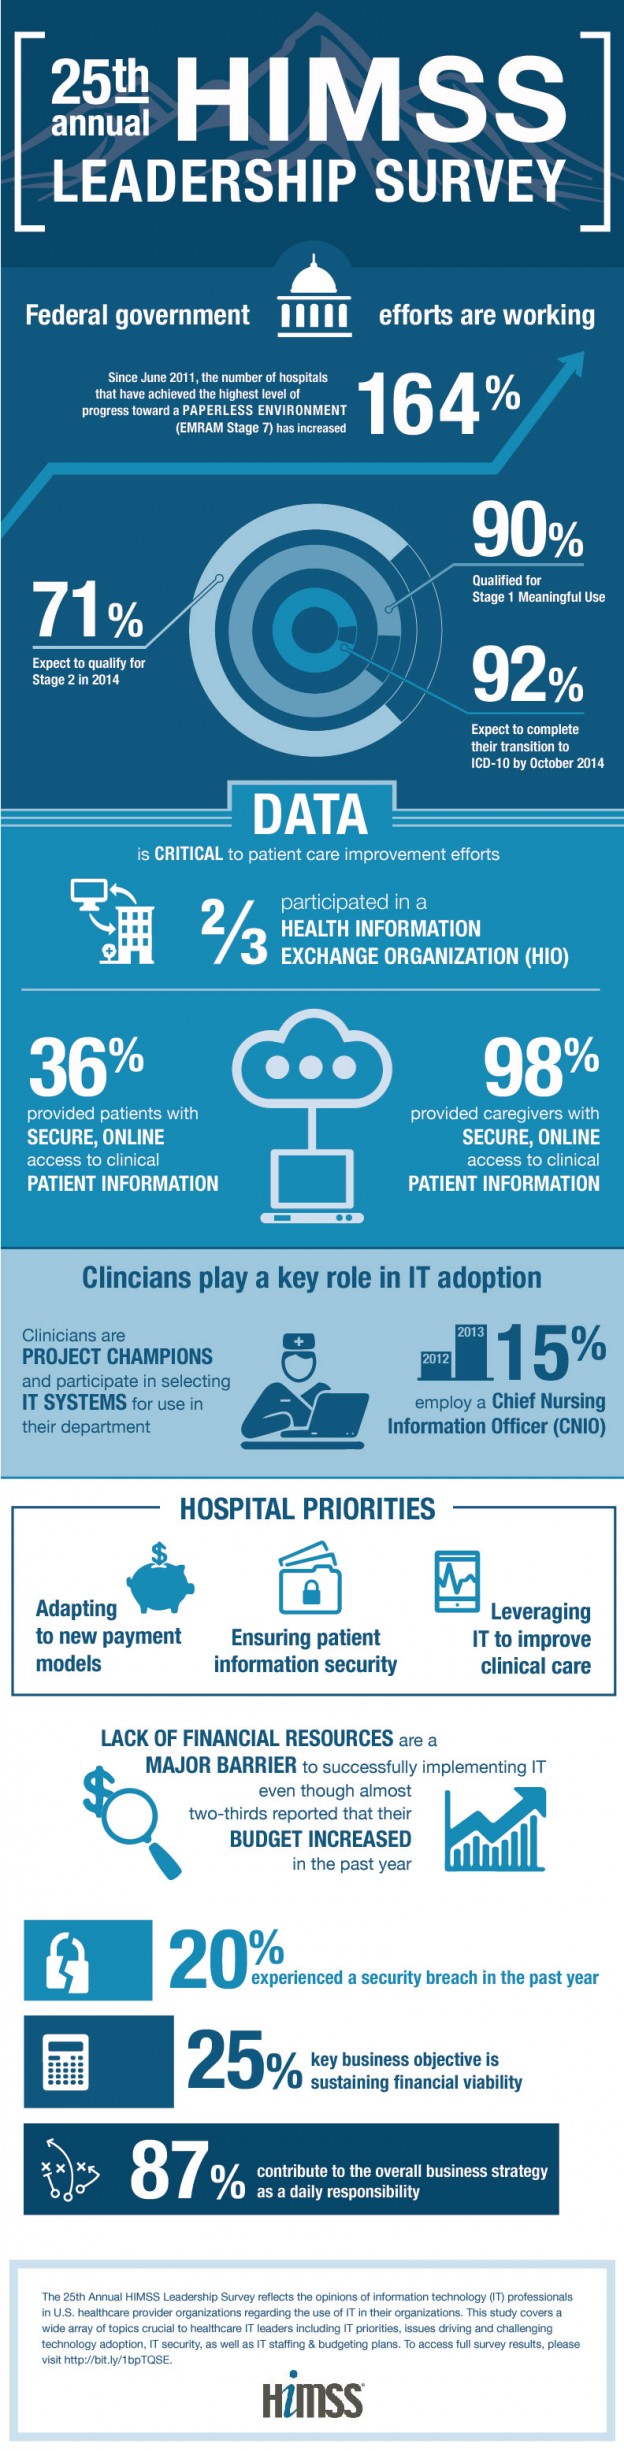 25th
annual
HIMSS
LEADERSHIP SURVEY
Federal government
efforts are working
Since June 2011, the number of hospitals
that have achieved the highest level of
progress toward a PAPERLESS ENVIRONMENT
(EMRAM Stage 7) has increased
164%
90%
Qualified for
Stage 1 Meaningful Use
71%
Expect to qualify for
Stage 2 in 2014
92%
Expect to complete
their transition to
ICD-10 by October 2014
DATA
is CRITICAL to patient care improvement efforts
2/3
participated in a
HEALTH INFORMATION
EXCHANGE ORGANIZATION (HIO)
36%
provided patients with
SECURE, ONLINE
access to clinical
PATIENT INFORMATION
98%
provided caregivers with
SECURE, ONLINE
access to clinical
PATIENT INFORMATION
Clincians play a key role in IT adoption
Clinicians are
PROJECT CHAMPIONS
and participate in selecting
IT SYSTEMS for use in
their department
2012
2013
15%
employ a Chief Nursing
Information Officer (CNIO)
HOSPITAL PRIORITIES
$
Adapting
to new payment
models
Ensuring patient
information security
Leveraging
IT to improve
clinical care
LACK OF FINANCIAL RESOURCES are a
MAJOR BARRIER to successfully implementing IT
even though almost
two-thirds reported that their
BUDGET INCREASED
in the past year
$
20%
experienced a security breach in the past year
25%
key business objective is
sustaining financial viability
87%
contribute to the overall business strategy
as a daily responsibility
The 25th Annual HIMSS Leadership Survey reflects the opinions of information technology (IT) professionals
in U.S. healthcare provider organizations regarding the use of IT in their organizations. This study covers a
wide array of topics crucial to healthcare IT leaders including IT priorities, issues driving and challenging
technology adoption, IT security, as well as IT staffing & budgeting plans. To access full survey results, please
visit http://bit.ly/1bpTQSE.
HiMSS